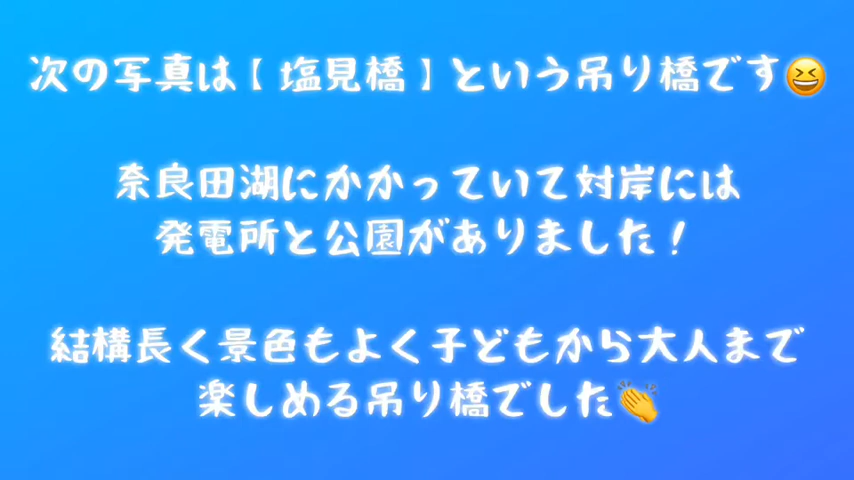 次の写真は【塩見橋】という吊り橋です😆
奈良田湖にかかっていて対岸には
発電所と公園がありました！
結構長く景色もよく子どもから大人まで
楽しめる吊り橋でした👏